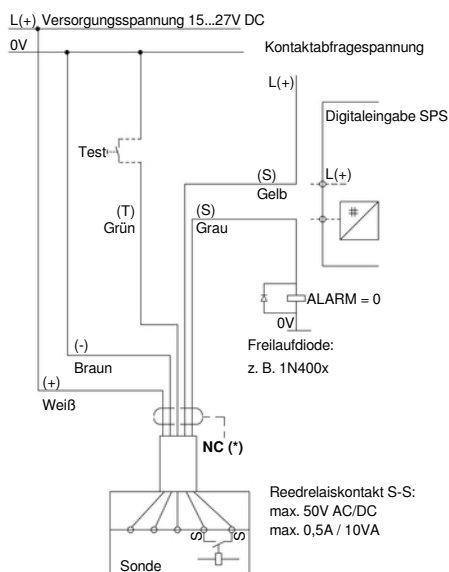 L(+) Versorgungsspannung 15...27V DC
0V
Kontaktabfragespannung
L(+)
Digitaleingabe SPS
Test
(S)
Gelb
L(+)
(T)
Grün
(S)
Grau
#
ALARM = 0
0V
Freilaufdiode:
z. B. 1N400x
(-)
Braun
(+)
Weiß
NC (*)
Reedrelaiskontakt S-S:
max. 50V AC/DC
max. 0,5A / 10VA
S
S
Sonde